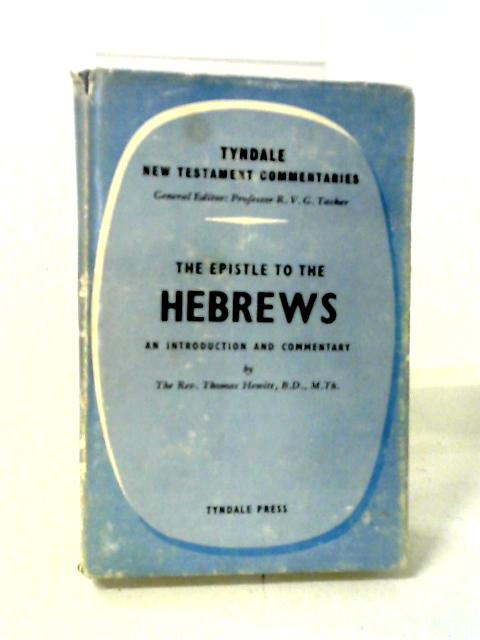 TYNDALE
NEW TESTAMENT COMMENTARIES
General Editor: Professor R. V. G. Tasker
THE EPISTLE TO THE
HEBREWS
AN INTRODUCTION AND COMMENTARY
by
The Rev. Thomas Hewitt, B.D., M.Th.
TYNDALE PRESS